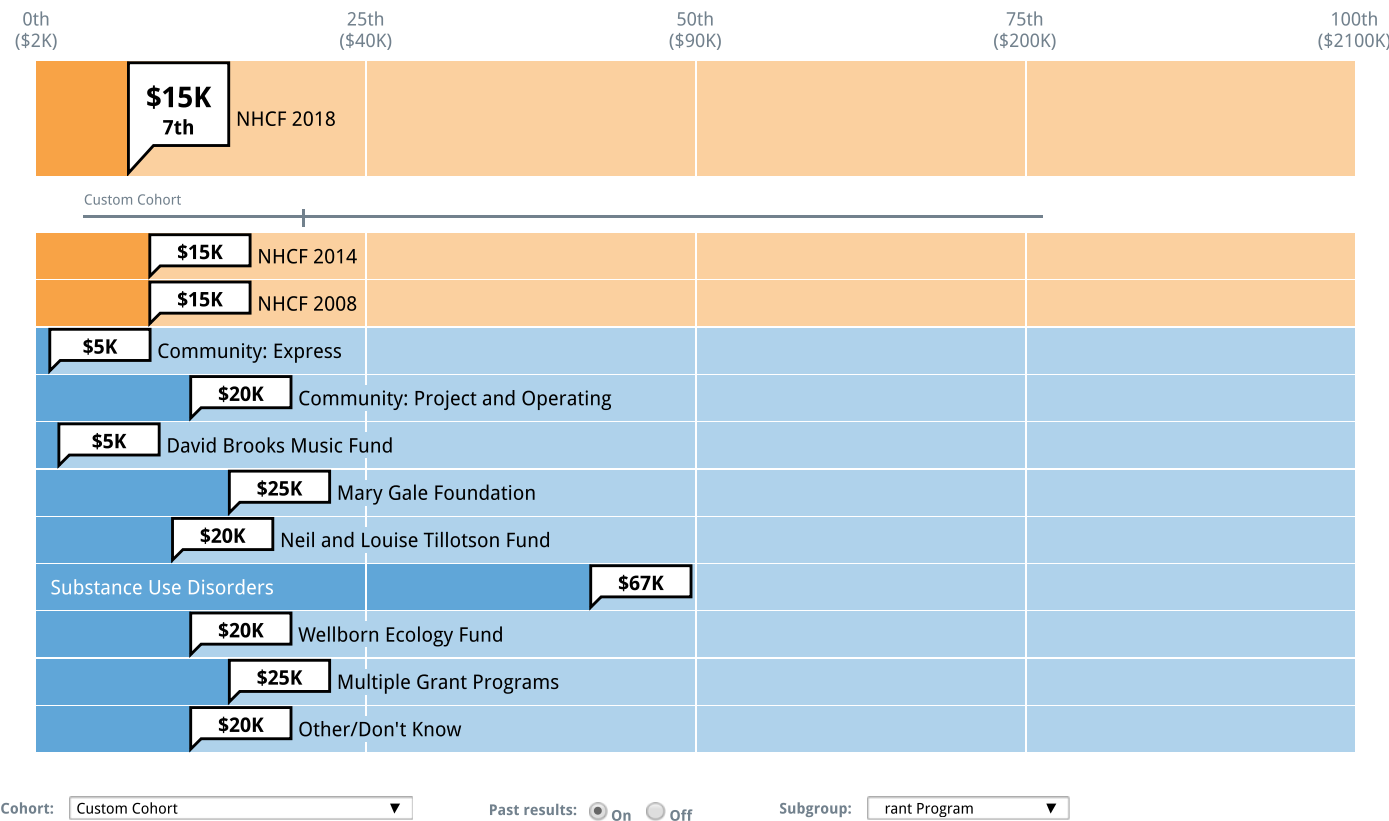 0th 25th 50th 75th 100th
($2K) ($40K) ($90K) ($200K) ($2100K)
$15K
7th
NHCF 2018
Custom Cohort
$15K NHCF 2014
$15K NHCF 2008
$5K Community: Express
$20K Community: Project and Operating
$5K David Brooks Music Fund
$25K Mary Gale Foundation
$20K Neil and Louise Tillotson Fund
Substance Use Disorders $67K
$20K Wellborn Ecology Fund
$25K Multiple Grant Programs
$20K Other/Don't Know
Cohort: Custom Cohort ▼ Past results: On Off Subgroup: rant Program ▼